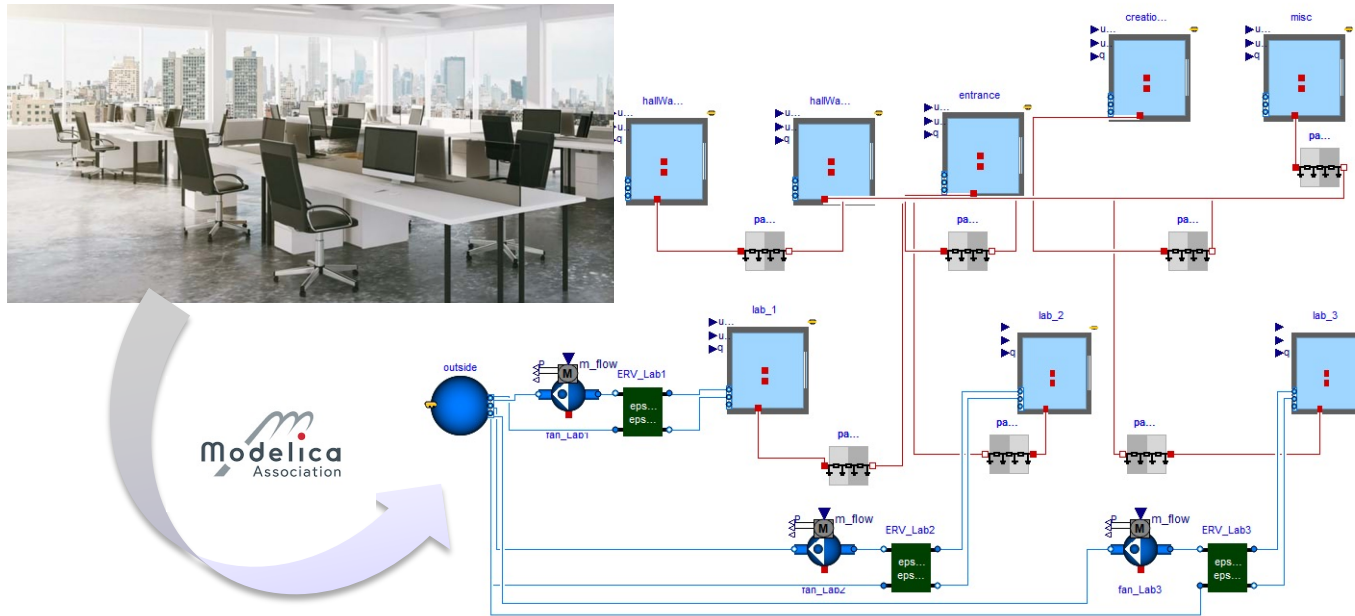 creatio...
misc
u...
u...
q
u...
u...
q
hallWa...
hallWa...
entrance
u...
u..
q
u...
u...
q
u...
u...
q
pa...
pa...
pa...
pa...
lab_1
lab_2
lab_3
u...
u...
q
q
q
outside
P
m_flow
M
ERV_Lab1
eps...
eps...
fan_Lab1
Modelica
Association
pa...
pa...
pa...
P
m_flow
M
ERV_Lab2
eps...
eps...
fan_Lab2
P
m_flow
M
ERV_Lab3
eps...
eps...
fan_Lab3